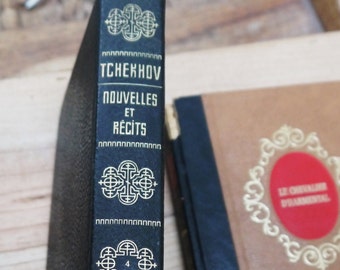 TCHEKHOV
NOUVELLES
ET
RÉCITS
4
LE CHEVALIER
D'HARMENTAL